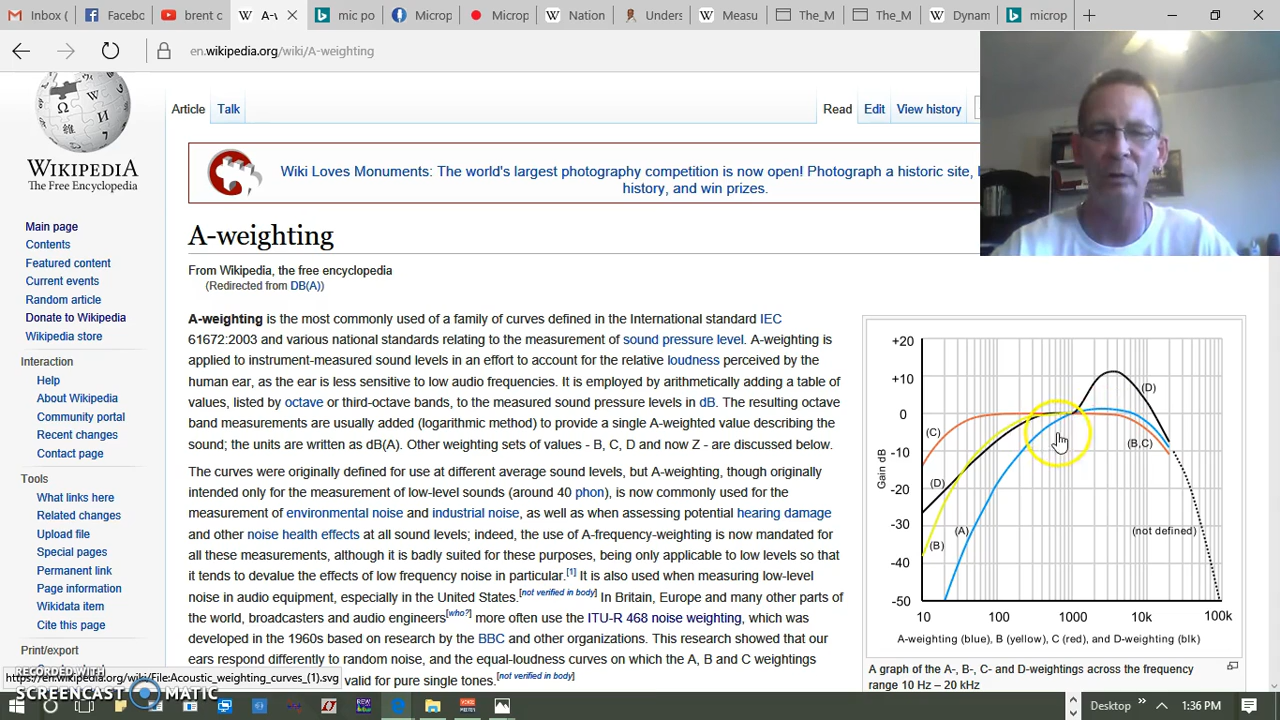 Inbox (
Faceb
brent c
A-v
mic po
Microp
Microp
Nation
Unders
Measu
The_M
The_M
Dynam
microp
en.wikipedia.org/wiki/A-weighting
WIKIPEDIA
The Free Encyclopedia
Article
Talk
Read
Edit
View history
Wiki Loves Monuments: The world's largest photography competition is now open! Photograph a historic site,
history, and win prizes.
Main page
Contents
Featured content
Current events
Random article
Donate to Wikipedia
Wikipedia store
Interaction
Help
About Wikipedia
Community portal
Recent changes
Contact page
Tools
What links here
Related changes
Upload file
Special pages
Permanent link
Page information
Wikidata item
Cite this page
Print/export
A-weighting
From Wikipedia, the free encyclopedia
(Redirected from DB(A))
A-weighting is the most commonly used of a family of curves defined in the International standard IEC
61672:2003 and various national standards relating to the measurement of sound pressure level. A-weighting is
applied to instrument-measured sound levels in an effort to account for the relative loudness perceived by the
human ear, as the ear is less sensitive to low audio frequencies. It is employed by arithmetically adding a table of
values, listed by octave or third-octave bands, to the measured sound pressure levels in dB. The resulting octave
band measurements are usually added (logarithmic method) to provide a single A-weighted value describing the
sound; the units are written as dB(A). Other weighting sets of values - B, C, D and now Z - are discussed below.
The curves were originally defined for use at different average sound levels, but A-weighting, though originally
intended only for the measurement of low-level sounds (around 40 phon), is now commonly used for the
measurement of environmental noise and industrial noise, as well as when assessing potential hearing damage
and other noise health effects at all sound levels; indeed, the use of A-frequency-weighting is now mandated for
all these measurements, although it is badly suited for these purposes, being only applicable to low levels so that
it tends to devalue the effects of low frequency noise in particular.[1] It is also used when measuring low-level
noise in audio equipment, especially in the United States.[not verified in body] In Britain, Europe and many other parts of
the world, broadcasters and audio engineers[who?] more often use the ITU-R 468 noise weighting, which was
developed in the 1960s based on research by the BBC and other organizations. This research showed that our
ears respond differently to random noise, and the equal-loudness curves on which the A, B and C weightings
valid for pure single tones.[not verified in body]
+20
+10
0
-10
-20
-30
-40
-50
Gain dB
(C)
(D)
(A)
(B)
(D)
(B,C)
(not defined)
10
100
1000
10k
100k
A-weighting (blue), B (yellow), C (red), and D-weighting (blk)
A graph of the A-, B-, C- and D-weightings across the frequency
range 10 Hz – 20 kHz
https://en.wikipedia.org/wiki/File:Acoustic_weighting_curves_(1).svg
RECORDED WITH
SCREENCAST MATIC
Desktop
1:36 PM